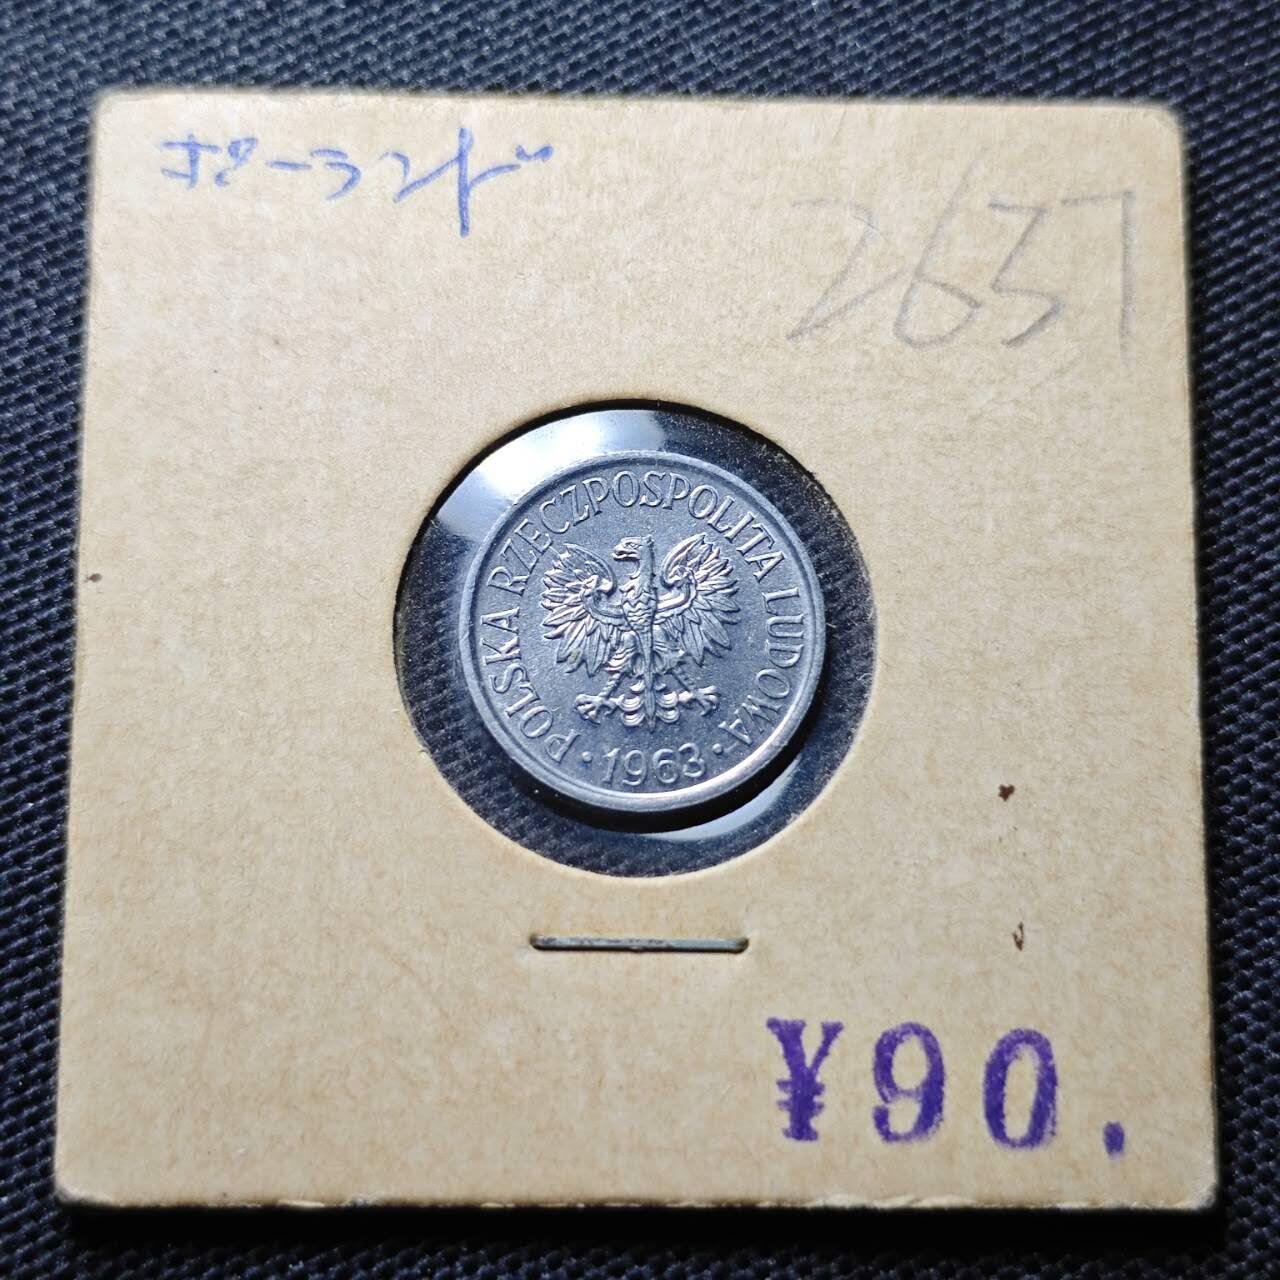 ポーランド
2637
POLSKA RZECZPOSPOLITA LUDOWA
· 1963 ·
¥90.